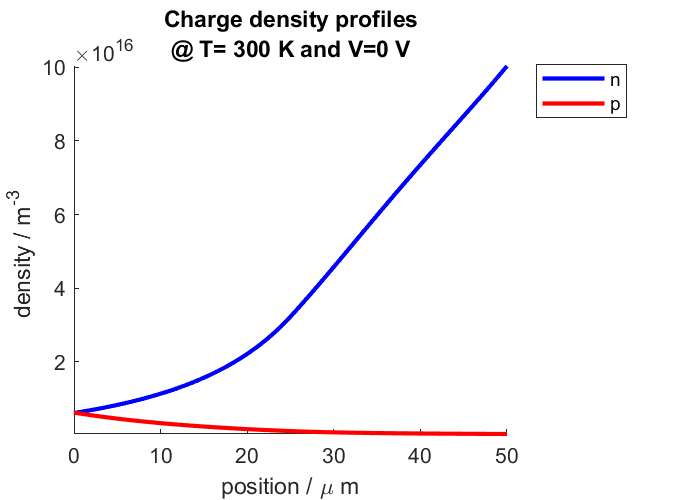 Charge density profiles
@ T= 300 K and V=0 V
×10^16
10
8
6
4
2
density / m^-3
0
10
20
30
40
50
position / μ m
n
p